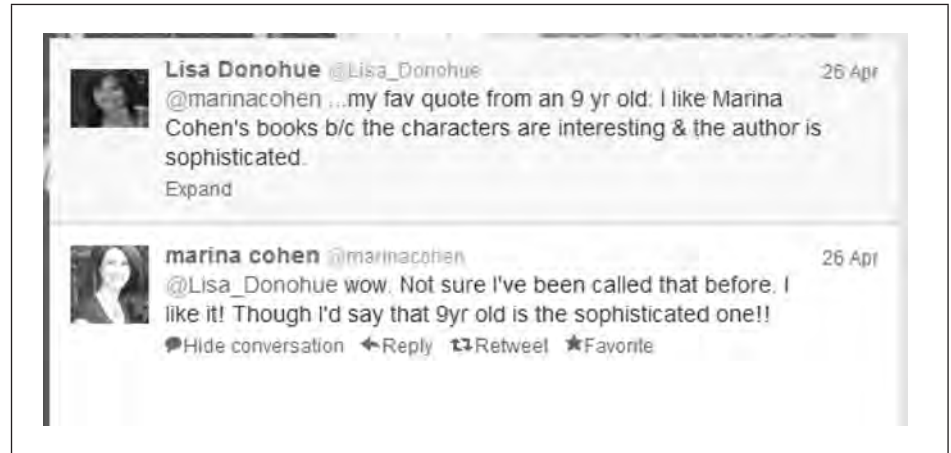 Lisa Donohue @Lisa_Donohue 26 Apr
@marinacohen ...my fav quote from an 9 yr old: I like Marina
Cohen's books b/c the characters are interesting & the author is
sophisticated.
Expand
marina cohen @marinacohen 26 Apr
@Lisa_Donohue wow. Not sure I've been called that before. I
like it! Though I'd say that 9yr old is the sophisticated one!!
Hide conversation Reply Retweet Favorite